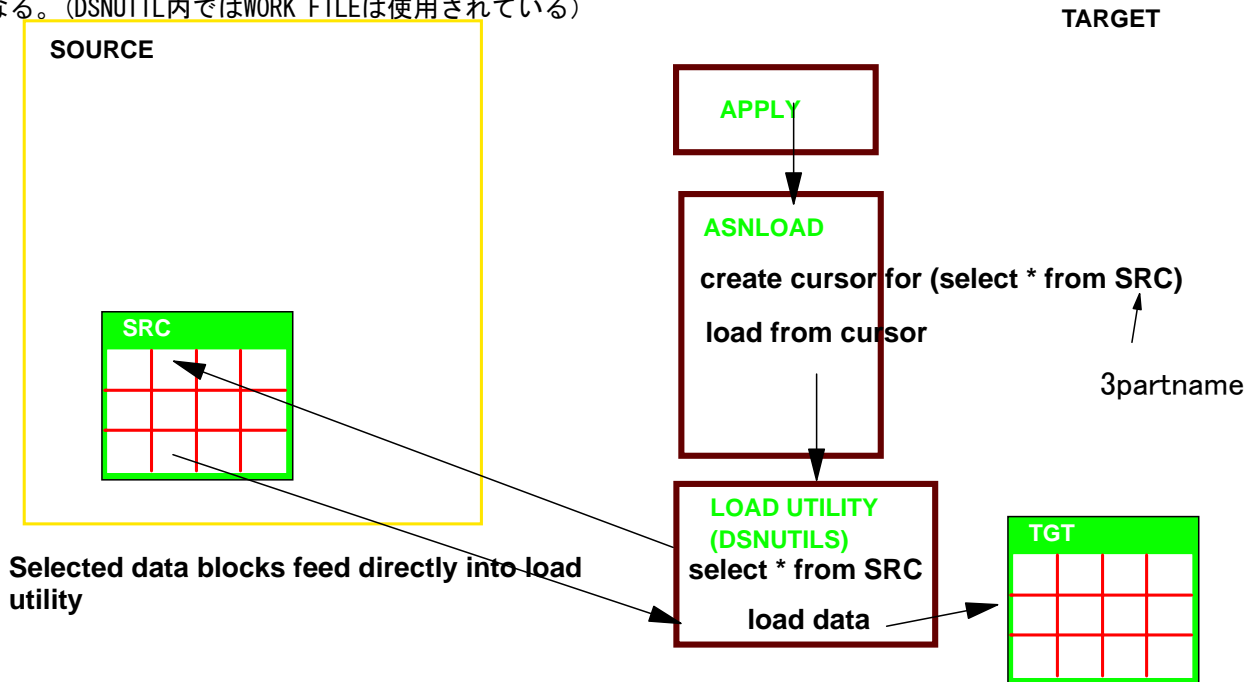 なる。(DSNUTIL内ではWORK FILEは使用されている)
TARGET
SOURCE
APPLY
ASNLOAD
create cursor for (select * from SRC)
load from cursor
3partname
SRC
LOAD UTILITY
(DSNUTILS)
select * from SRC
load data
TGT
Selected data blocks feed directly into load
utility